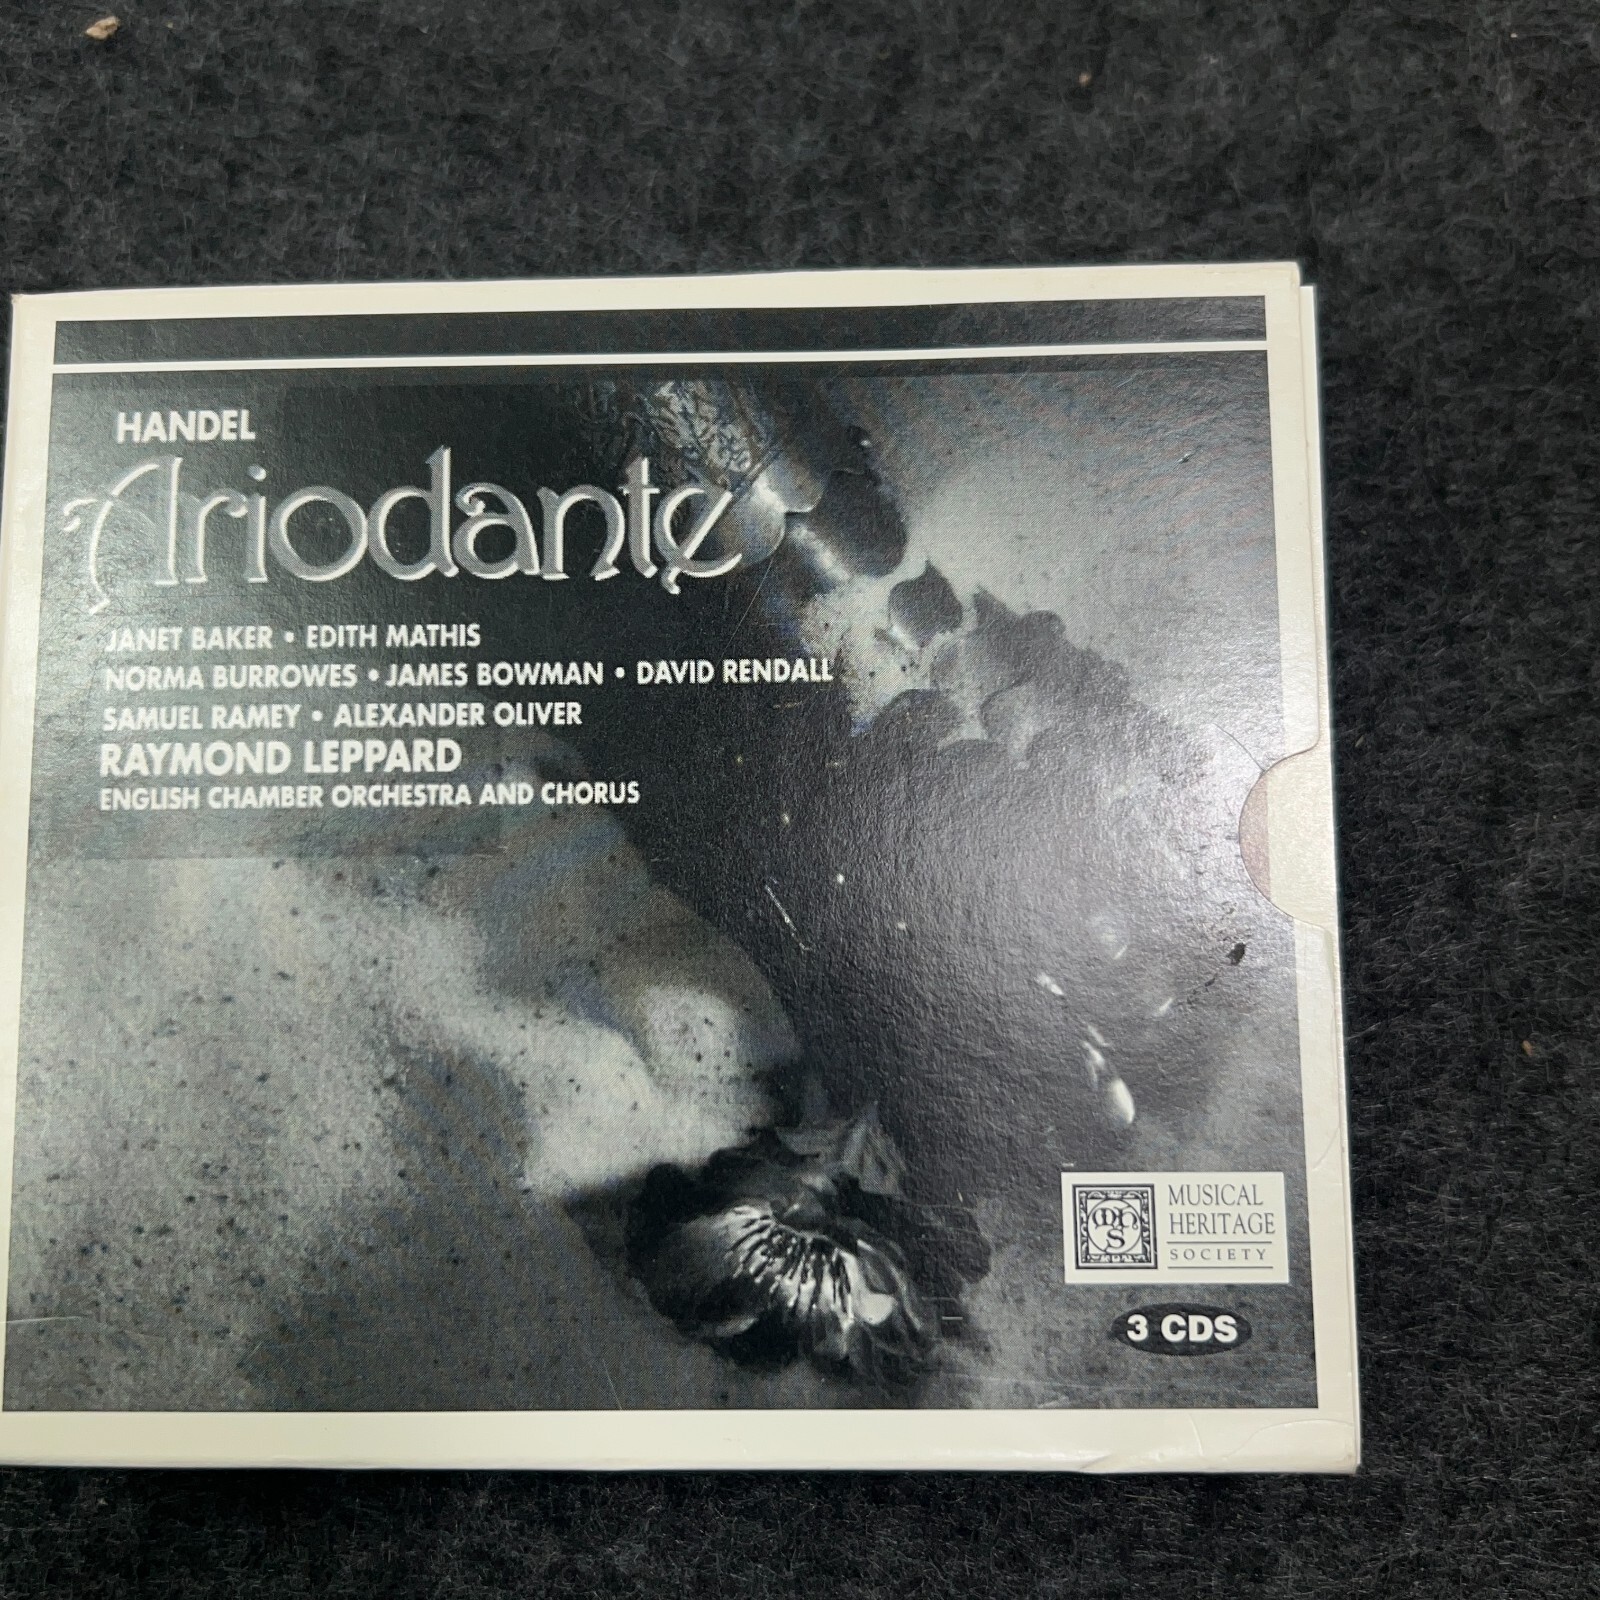 HANDEL
Ariodante
JANET BAKER • EDITH MATHIS
NORMA BURROWES • JAMES BOWMAN • DAVID RENDALL
SAMUEL RAMEY • ALEXANDER OLIVER
RAYMOND LEPPARD
ENGLISH CHAMBER ORCHESTRA AND CHORUS
mhs
MUSICAL
HERITAGE
SOCIETY
3 CDS